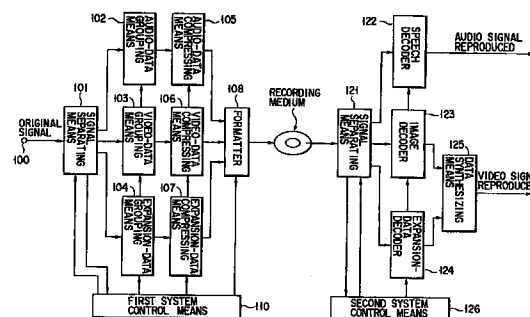 102
AUDIO-DATA
GROUPING
MEANS
105
AUDIO-DATA
COMPRESSING
MEANS
101
SIGNAL
SEPARATING
MEANS
ORIGINAL
SIGNAL
100
103
VIDEO-DATA
GROUPING
MEANS
106
VIDEO-DATA
COMPRESSING
MEANS
108
FORMATTER
104
EXPANSION-DATA
GROUPING
MEANS
107
EXPANSION-DATA
COMPRESSING
MEANS
FIRST SYSTEM
CONTROL MEANS
110
RECORDING
MEDIUM
122
SPEECH
DECODER
AUDIO SIGNAL
REPRODUCED
121
SIGNAL
SEPARATING
MEANS
123
IMAGE
DECODER
125
DATA
SYNTHESIZING
MEANS
VIDEO SIGN
REPRODUCE
EXPANSION-
DATA
DECODER
124
SECOND SYSTEM
CONTROL MEANS
126